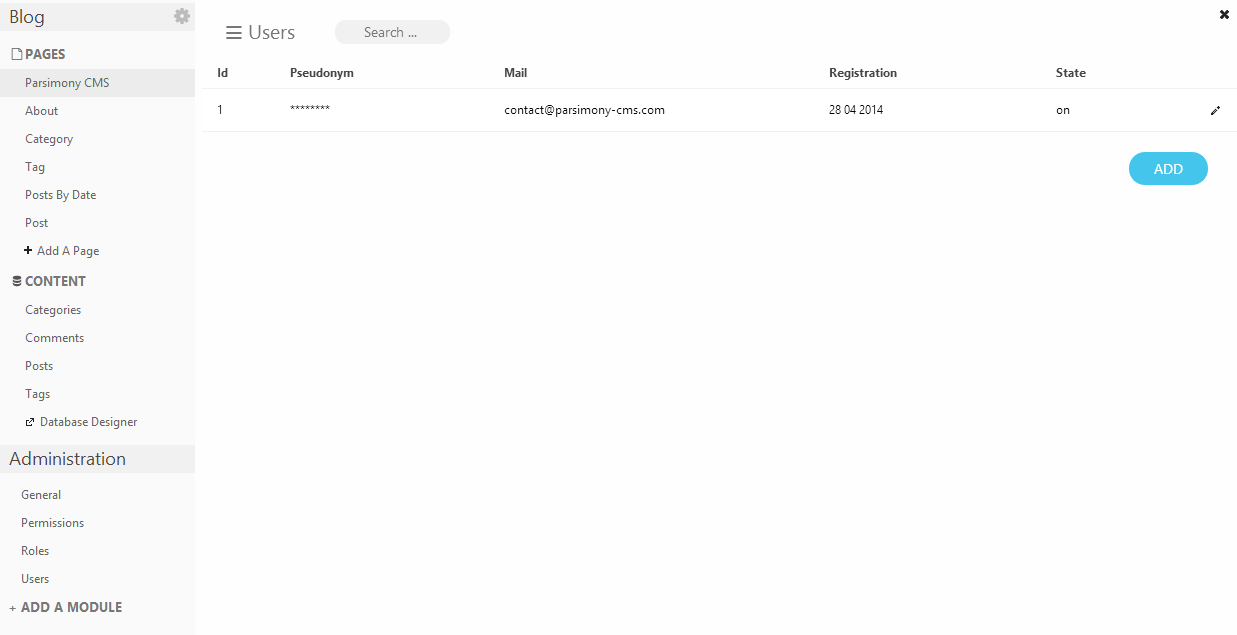 Blog
PAGES
Parsimony CMS
About
Category
Tag
Posts By Date
Post
+ Add A Page
CONTENT
Categories
Comments
Posts
Tags
Database Designer
Administration
General
Permissions
Roles
Users
+ ADD A MODULE
Users
Search ...
Id Pseudonym Mail Registration State
1 ******** contact@parsimony-cms.com 28 04 2014 on
ADD